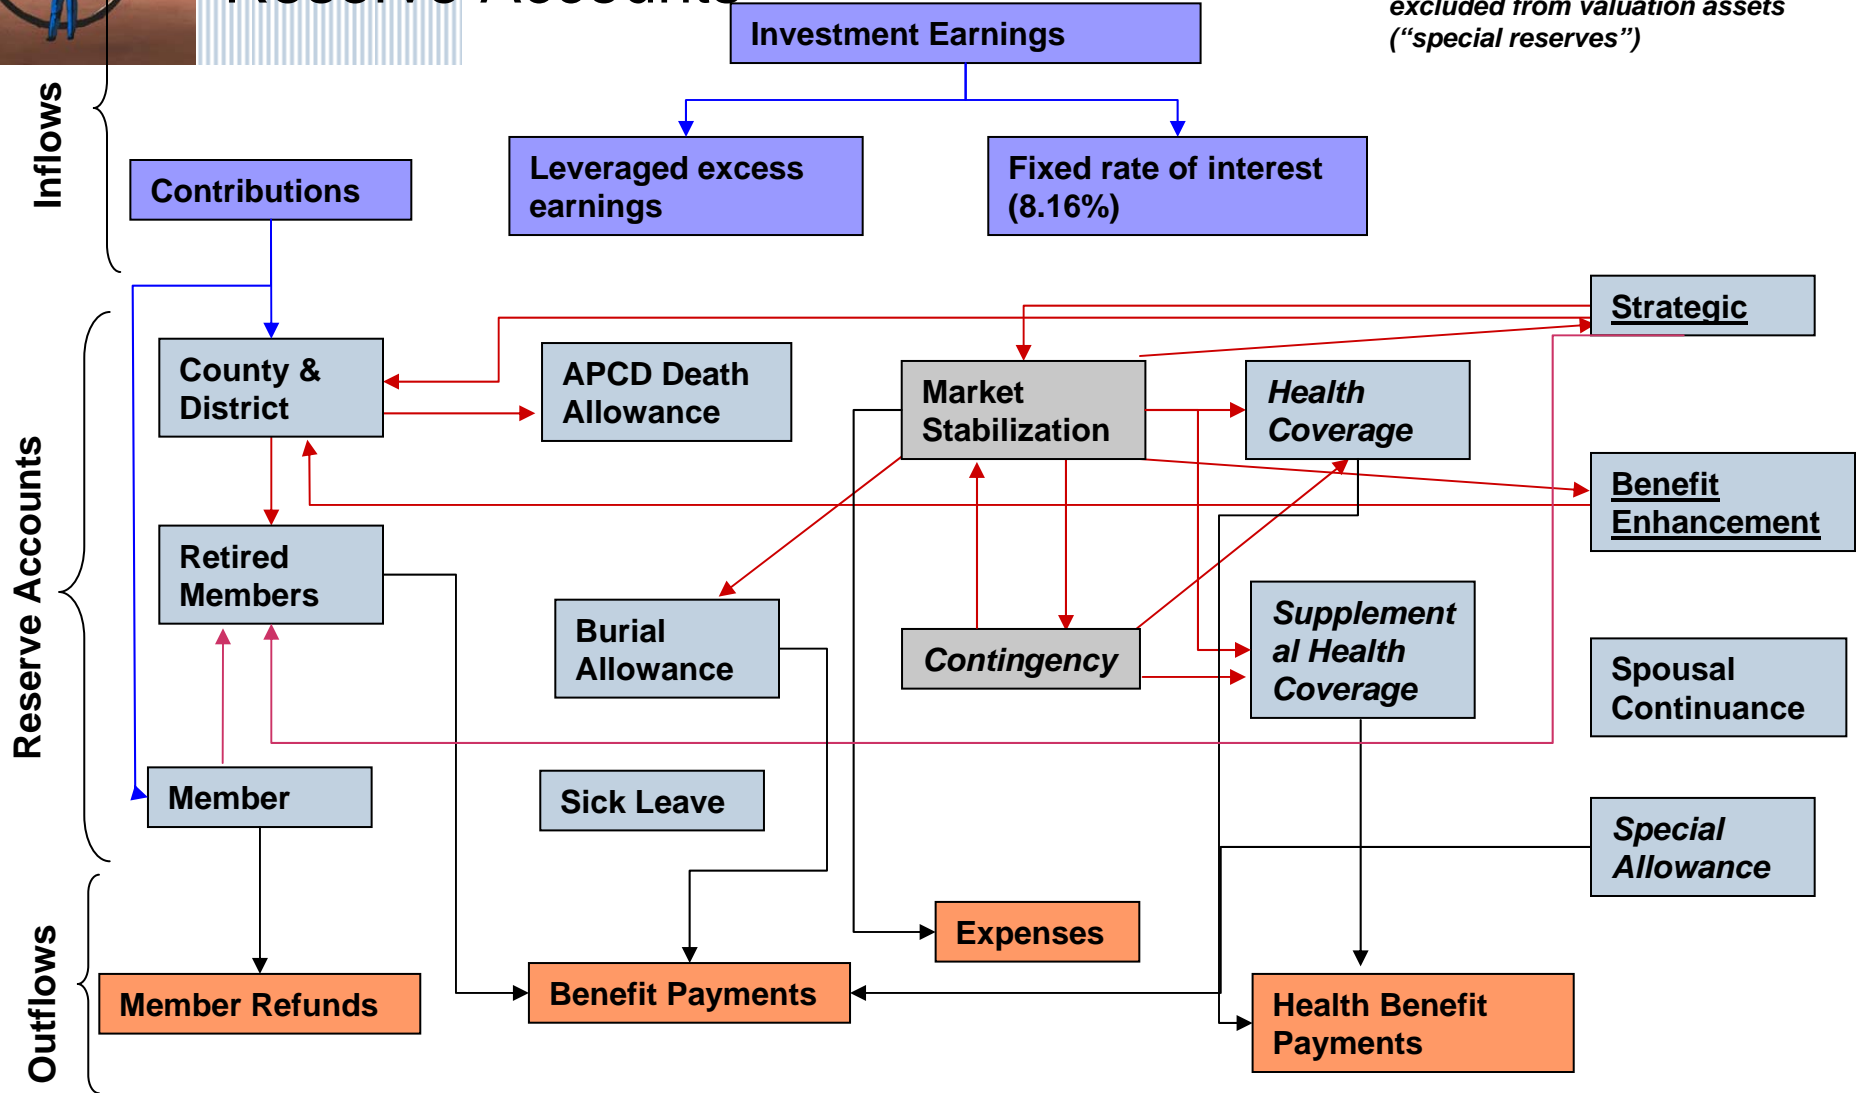 Reserve Accounts
excluded from valuation assets
(“special reserves”)
Investment Earnings
Inflows
Leveraged excess
earnings
Fixed rate of interest
(8.16%)
Contributions
Strategic
County &
District
APCD Death
Allowance
Market
Stabilization
Health
Coverage
Reserve Accounts
Benefit
Enhancement
Retired
Members
Burial
Allowance
Contingency
Supplement
al Health
Coverage
Spousal
Continuance
Member
Sick Leave
Special
Allowance
Outflows
Expenses
Member Refunds
Benefit Payments
Health Benefit
Payments